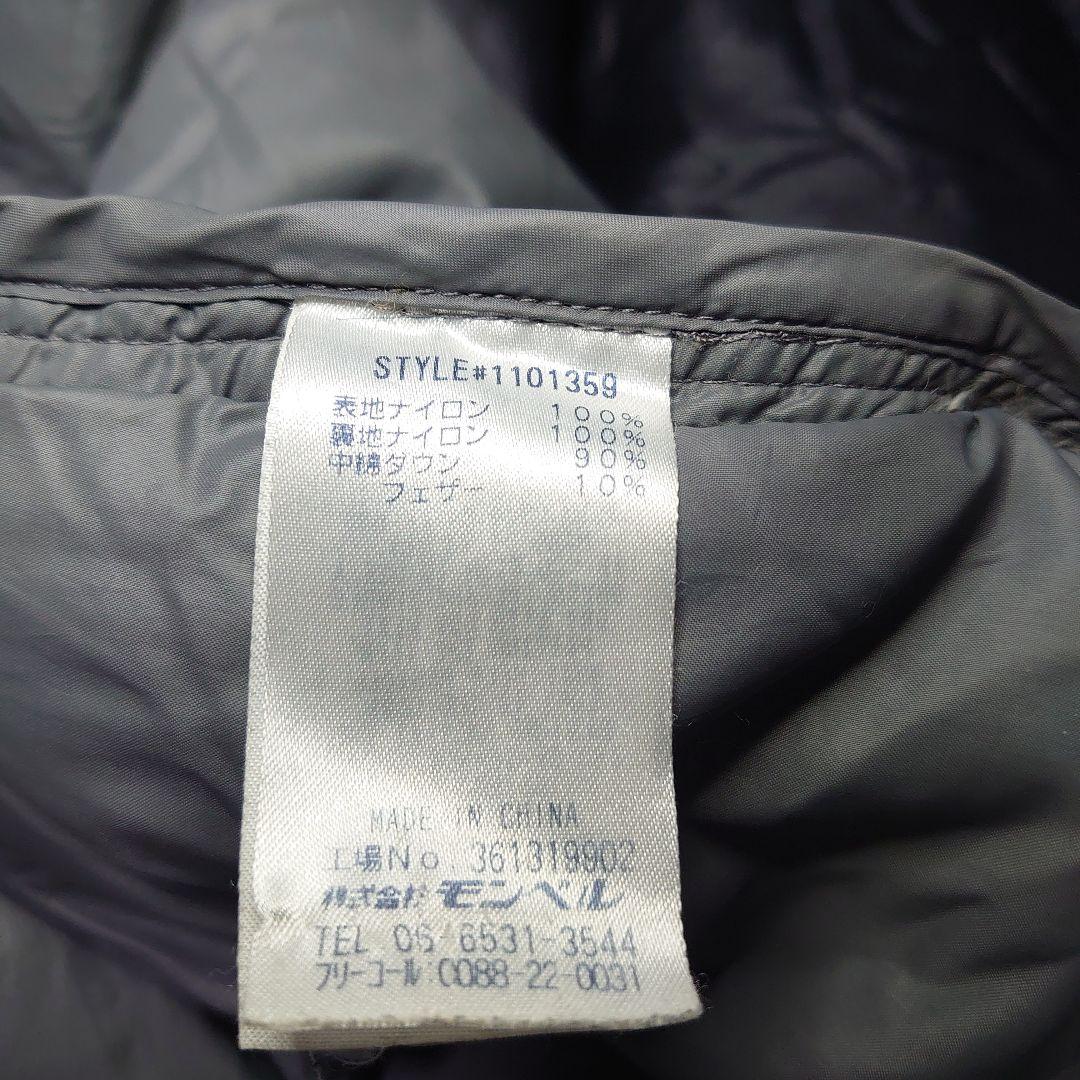 STYLE#1101359
表地ナイロン 100%
裏地ナイロン 100%
中綿ダウン 90%
フェザー 10%
MADE IN CHINA
工場No. 361319902
株式会社モンベル
TEL 06-6531-3544
フリーコール:0088-22-0031